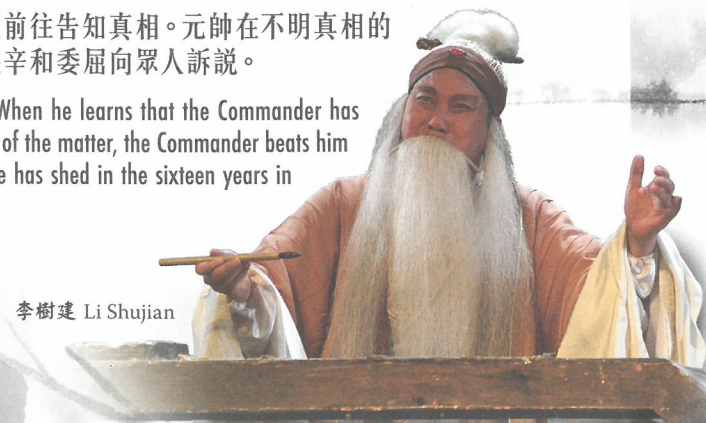 前往告知真相。元帥在不明真相的
辛和委屈向眾人訴説。
When he learns that the Commander has
of the matter, the Commander beats him
has shed in the sixteen years in
李樹建 Li Shujian